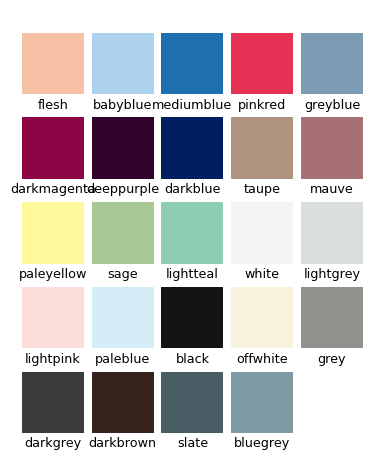 flesh babyblue mediumblue pinkred greyblue
darkmagenta deeppurple darkblue taupe mauve
paleyellow sage lightteal white lightgrey
lightpink paleblue black offwhite grey
darkgrey darkbrown slate bluegrey